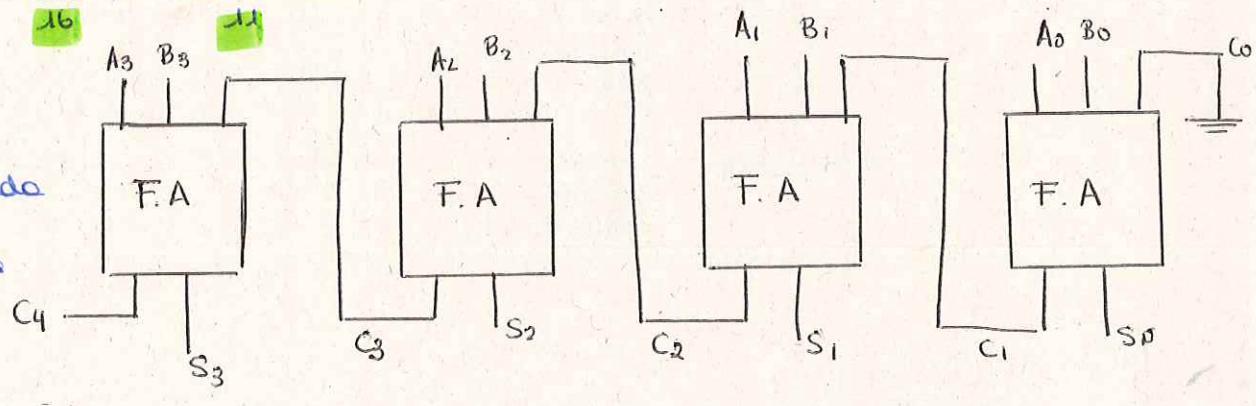 16 11
A3 B3 A2 B2 A1 B1 A0 B0 C0
F.A F.A F.A F.A
C4 S3 C3 S2 C2 S1 C1 S0